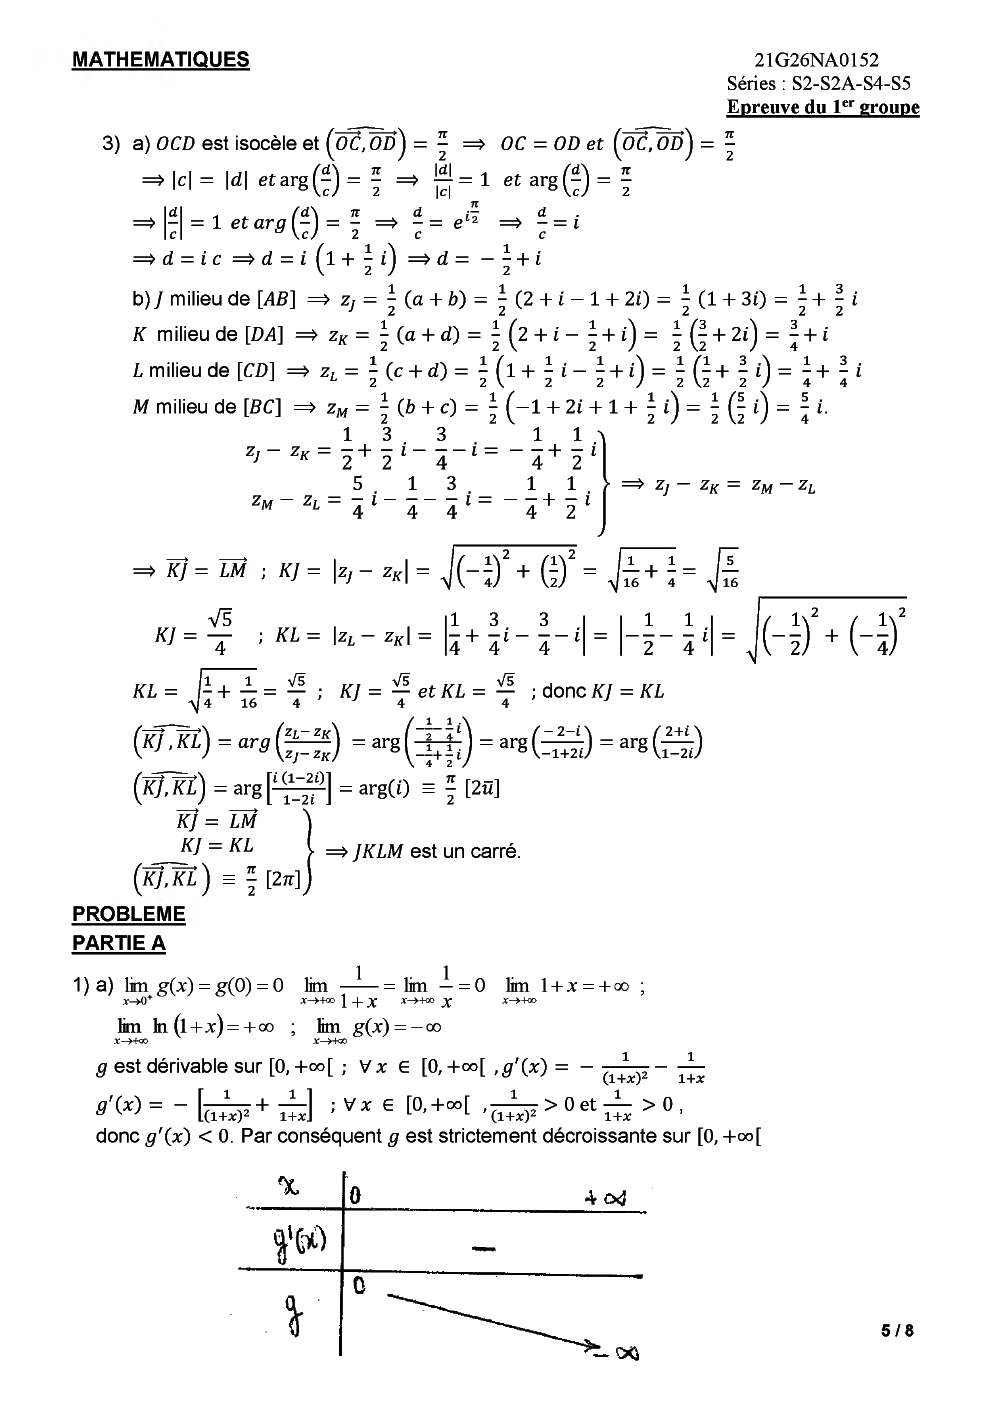 MATHEMATIQUES
21G26NA0152
Séries : S2-S2A-S4-S5
Epreuve du 1er groupe
3) a) OCD est isocèle et (OC⃗,OD⃗) = π/2 ⟹ OC = OD et (OC⃗,OD⃗) = π/2
⟹ |c| = |d| et arg(d/c) = π/2 ⟹ |d|/|c| = 1 et arg(d/c) = π/2
⟹ |d/c| = 1 et arg(d/c) = π/2 ⟹ d/c = e^(iπ/2) ⟹ d/c = i
⟹ d = i c ⟹ d = i (1 + 1/2 i) ⟹ d = − 1/2 + i
b) J milieu de [AB] ⟹ z_J = 1/2 (a + b) = 1/2 (2 + i − 1 + 2i) = 1/2 (1 + 3i) = 1/2 + 3/2 i
K milieu de [DA] ⟹ z_K = 1/2 (a + d) = 1/2 (2 + i − 1/2 + i) = 1/2 (3/2 + 2i) = 3/4 + i
L milieu de [CD] ⟹ z_L = 1/2 (c + d) = 1/2 (1 + 1/2 i − 1/2 + i) = 1/2 (1/2 + 3/2 i) = 1/4 + 3/4 i
M milieu de [BC] ⟹ z_M = 1/2 (b + c) = 1/2 (−1 + 2i + 1 + 1/2 i) = 1/2 (5/2 i) = 5/4 i.
z_J − z_K = 1/2 + 3/2 i − 3/4 − i = − 1/4 + 1/2 i
z_M − z_L = 5/4 i − 1/4 − 3/4 i = − 1/4 + 1/2 i } ⟹ z_J − z_K = z_M − z_L
⟹ KJ⃗ = LM⃗ ; KJ = |z_J − z_K| = √((−1/4)² + (1/2)²) = √(1/16 + 1/4) = √(5/16)
KJ = √5/4 ; KL = |z_L − z_K| = |1/4 + 3/4 i − 3/4 − i| = |−1/2 − 1/4 i| = √((−1/2)² + (−1/4)²)
KL = √(1/4 + 1/16) = √5/4 ; KJ = √5/4 et KL = √5/4 ; donc KJ = KL
(KJ⃗,KL⃗) = arg((z_L − z_K)/(z_J − z_K)) = arg((−1/2 − 1/4 i)/(−1/4 + 1/2 i)) = arg((−2−i)/(−1+2i)) = arg((2+i)/(1−2i))
(KJ⃗,KL⃗) = arg[i (1−2i)/(1−2i)] = arg(i) ≡ π/2 [2ū]
KJ⃗ = LM⃗
KJ = KL } ⟹ JKLM est un carré.
(KJ⃗,KL⃗) ≡ π/2 [2π]
PROBLEME
PARTIE A
1) a) lim x→0⁺ g(x) = g(0) = 0 lim x→+∞ 1/(1+x) = lim x→+∞ 1/x = 0 lim x→+∞ 1+x = +∞ ;
lim x→+∞ ln (1+x) = +∞ ; lim x→+∞ g(x) = −∞
g est dérivable sur [0, +∞[ ; ∀ x ∈ [0, +∞[ , g′(x) = − 1/(1+x)² − 1/(1+x)
g′(x) = − [1/(1+x)² + 1/(1+x)] ; ∀ x ∈ [0, +∞[ , 1/(1+x)² > 0 et 1/(1+x) > 0 ,
donc g′(x) < 0. Par conséquent g est strictement décroissante sur [0, +∞[
x 0 +∞
g'(x) −
0
g
−∞
5 / 8